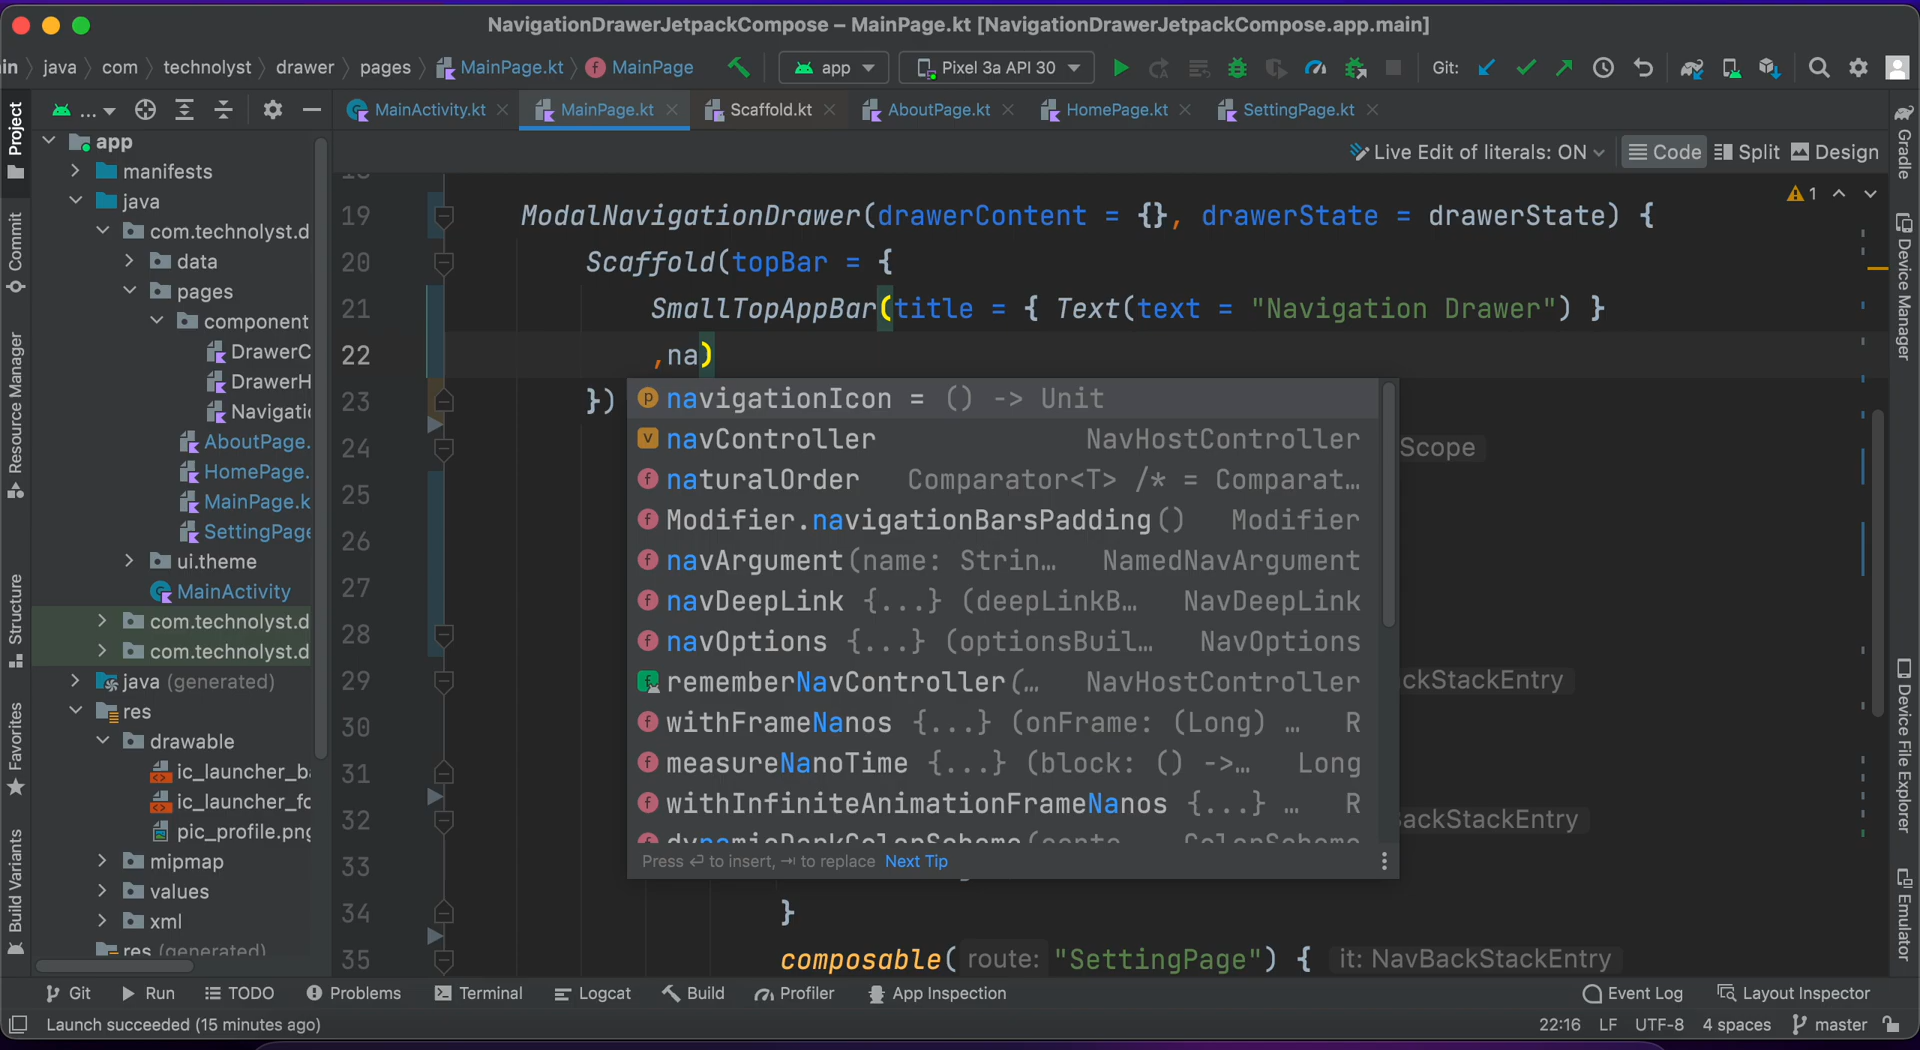 NavigationDrawerJetpackCompose – MainPage.kt [NavigationDrawerJetpackCompose.app.main]
in java com technolyst drawer pages MainPage.kt MainPage app Pixel 3a API 30 Git:
... MainActivity.kt MainPage.kt Scaffold.kt AboutPage.kt HomePage.kt SettingPage.kt
Live Edit of literals: ON Code Split Design
Project
Commit
Resource Manager
Structure
Favorites
Build Variants
app
manifests
java
com.technolyst.d
data
pages
component
DrawerC
DrawerH
Navigati
AboutPage.
HomePage.
MainPage.k
SettingPage
ui.theme
MainActivity
com.technolyst.d
com.technolyst.d
java (generated)
res
drawable
ic_launcher_ba
ic_launcher_fo
pic_profile.png
mipmap
values
xml
res (generated)
1
18
19 ModalNavigationDrawer(drawerContent = {}, drawerState = drawerState) {
20 Scaffold(topBar = {
21 SmallTopAppBar(title = { Text(text = "Navigation Drawer") }
22 ,na)
23 })
24 Scope
25
26
27
28
29 ckStackEntry
30
31
32 ackStackEntry
33
34 }
35 composable( route: "SettingPage") { it: NavBackStackEntry
navigationIcon = () -> Unit
navController NavHostController
naturalOrder Comparator<T> /* = Comparat…
Modifier.navigationBarsPadding() Modifier
navArgument(name: Strin… NamedNavArgument
navDeepLink {...} (deepLinkB… NavDeepLink
navOptions {...} (optionsBuil… NavOptions
rememberNavController(… NavHostController
withFrameNanos {...} (onFrame: (Long) … R
measureNanoTime {...} (block: () ->… Long
withInfiniteAnimationFrameNanos {...} … R
dynamicDarkColorScheme(conte… ColorScheme
Press ⏎ to insert, ⇥ to replace Next Tip
Gradle
Device Manager
Device File Explorer
Emulator
Git Run TODO Problems Terminal Logcat Build Profiler App Inspection Event Log Layout Inspector
Launch succeeded (15 minutes ago) 22:16 LF UTF-8 4 spaces master